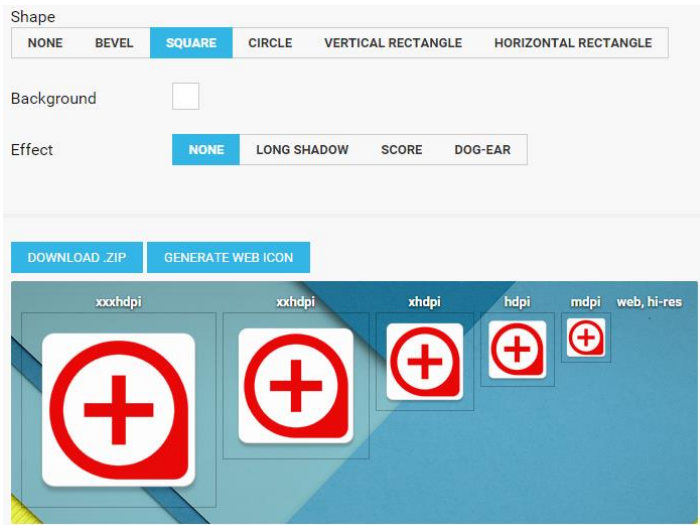 Shape
NONE BEVEL SQUARE CIRCLE VERTICAL RECTANGLE HORIZONTAL RECTANGLE
Background
Effect
NONE LONG SHADOW SCORE DOG-EAR
DOWNLOAD .ZIP GENERATE WEB ICON
xxxhdpi xxhdpi xhdpi hdpi mdpi web, hi-res